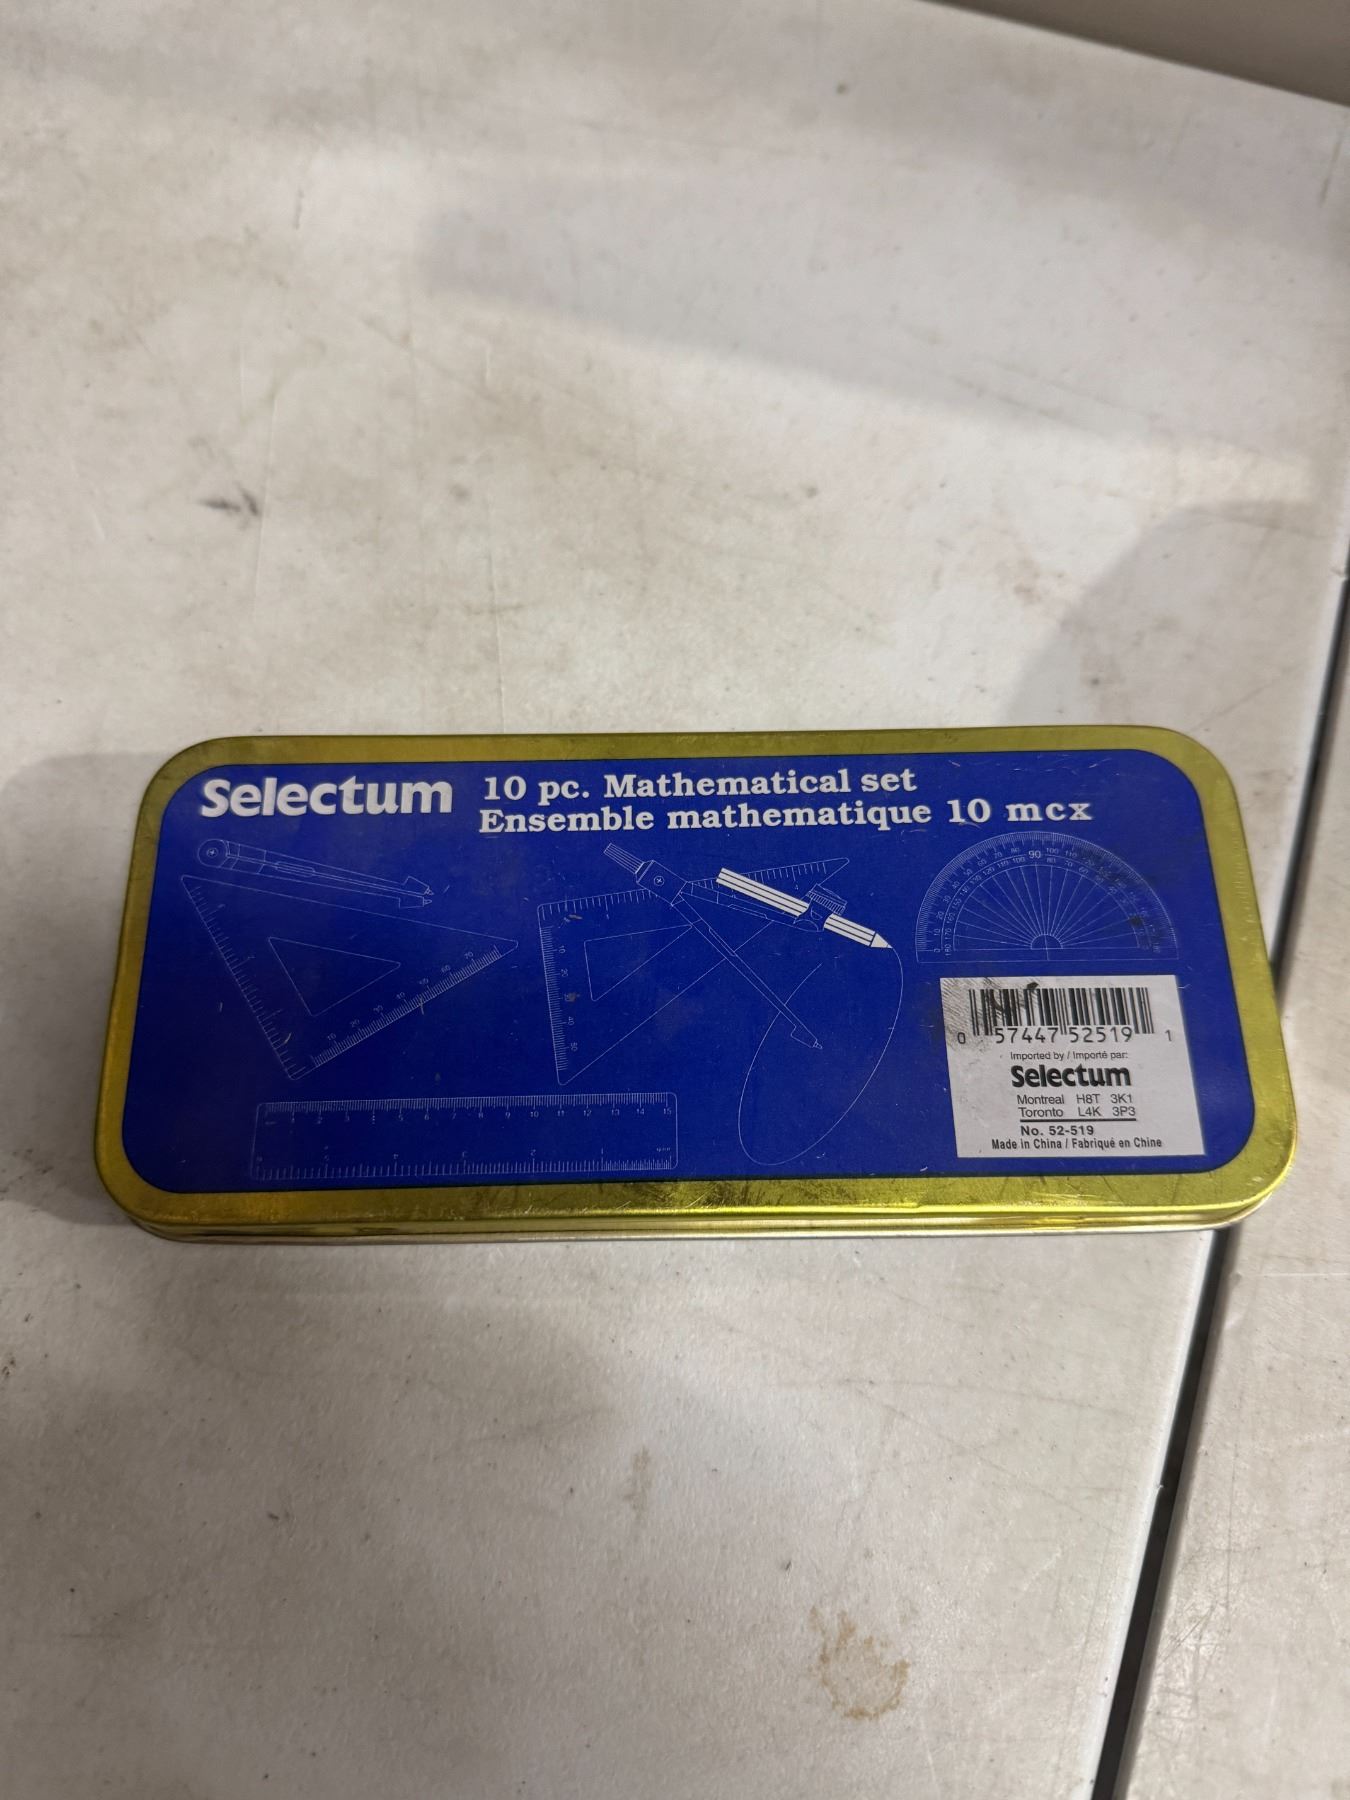 Selectum
10 pc. Mathematical set
Ensemble mathematique 10 mcx
0 57447 52519 1
Imported by / Importé par:
Selectum
Montreal H8T 3K1
Toronto L4K 3P3
No. 52-519
Made in China / Fabriqué en Chine